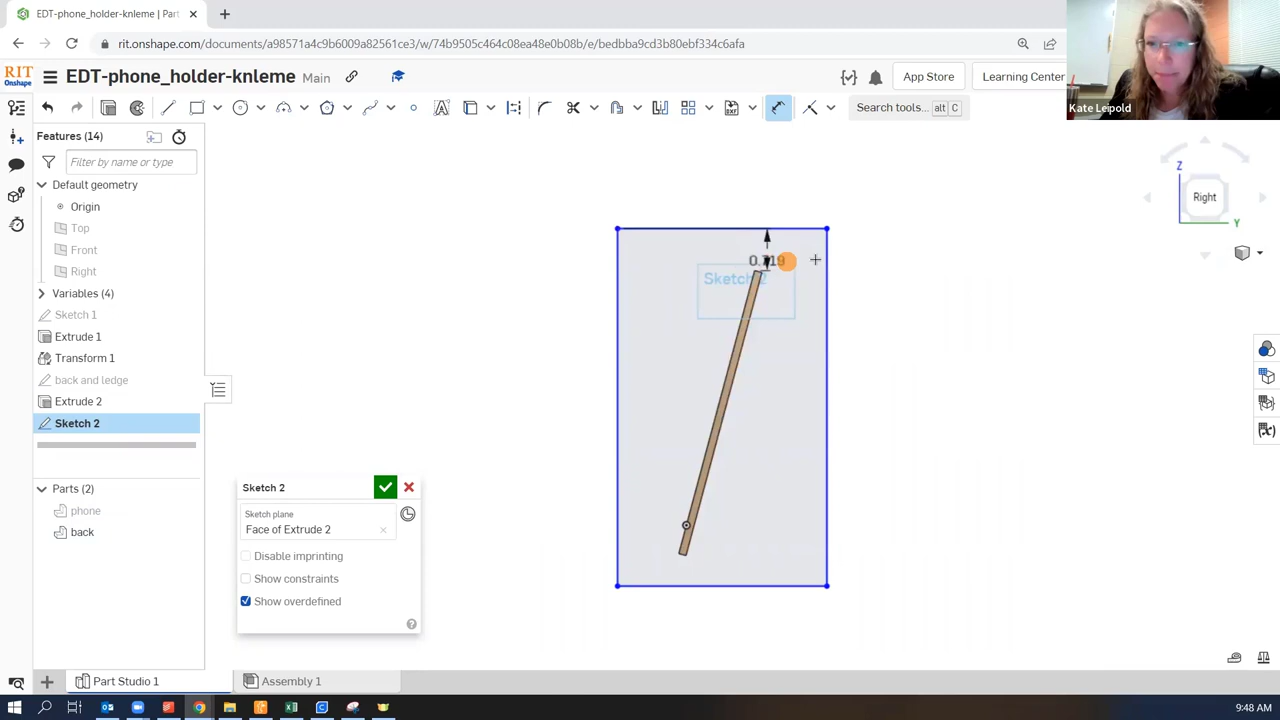 EDT-phone_holder-knleme | Part
rit.onshape.com/documents/a98571a4c9b6009a82561ce3/w/74b9505c464c08ea48e0b08b/e/bedbba9cd3b80ebf334c6afa
Kate Leipold
RIT
Onshape
EDT-phone_holder-knleme Main
App Store
Learning Center
Search tools... alt C
Features (14)
Filter by name or type
Default geometry
Origin
Top
Front
Right
Variables (4)
Sketch 1
Extrude 1
Transform 1
back and ledge
Extrude 2
Sketch 2
Parts (2)
phone
back
Sketch 2
Sketch plane
Face of Extrude 2
Disable imprinting
Show constraints
Show overdefined
Sketch 2
Z
Right
Y
Part Studio 1
Assembly 1
9:48 AM